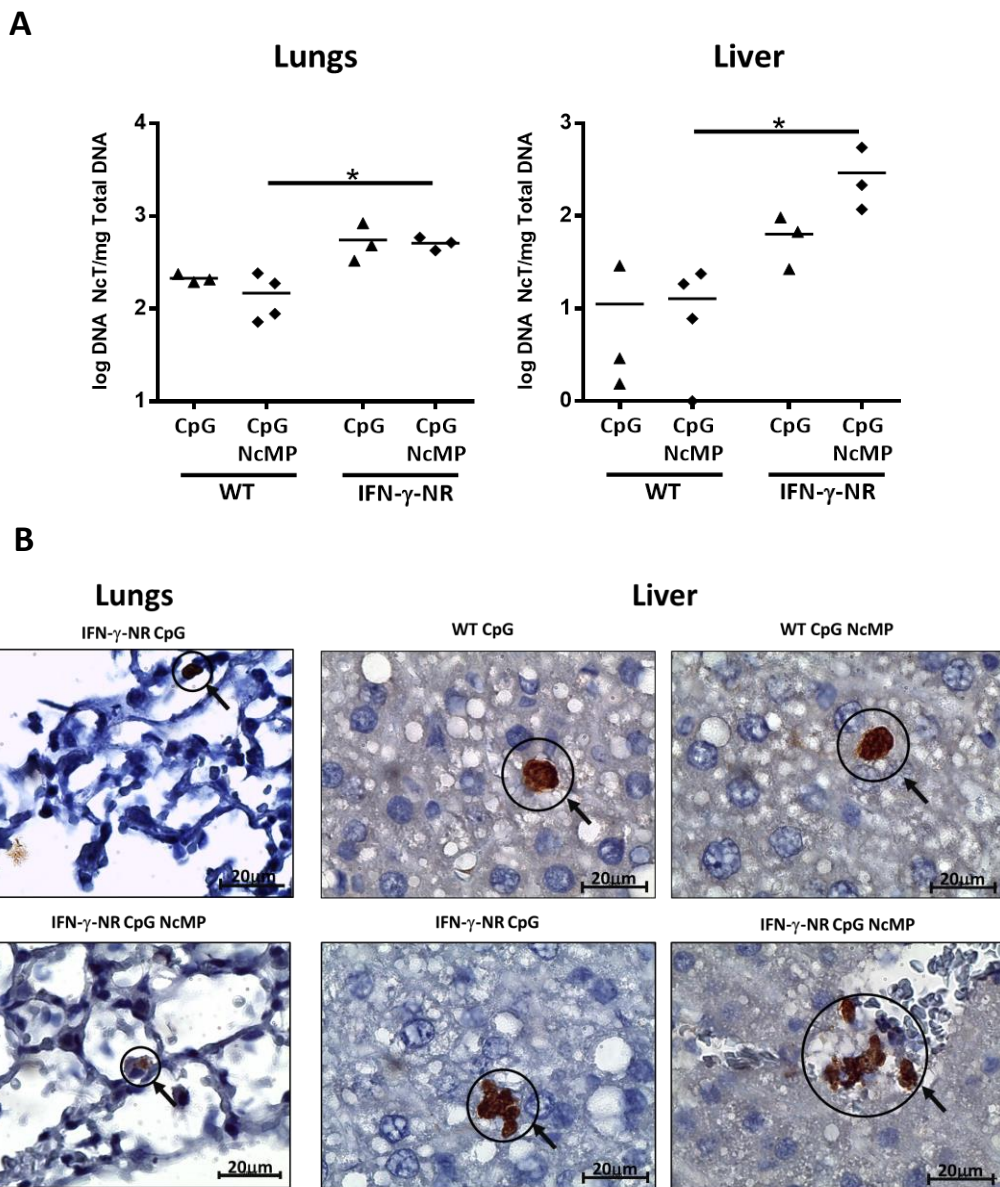 A
Lungs
Liver
log DNA NcT/mg Total DNA
4
3
2
1
*
CpG CpG CpG CpG
NcMP NcMP
WT IFN-γ-NR
log DNA NcT/mg Total DNA
3
2
1
0
*
CpG CpG CpG CpG
NcMP NcMP
WT IFN-γ-NR
B
Lungs
Liver
IFN-γ-NR CpG
WT CpG
WT CpG NcMP
20μm
20μm
20μm
IFN-γ-NR CpG NcMP
IFN-γ-NR CpG
IFN-γ-NR CpG NcMP
20μm
20μm
20μm